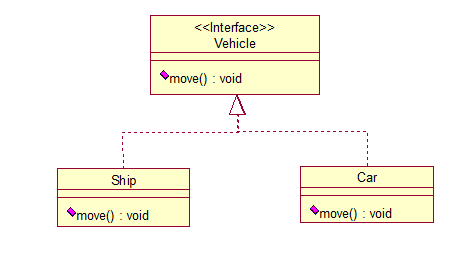 <<Interface>>
Vehicle
move() : void
Ship
move() : void
Car
move() : void